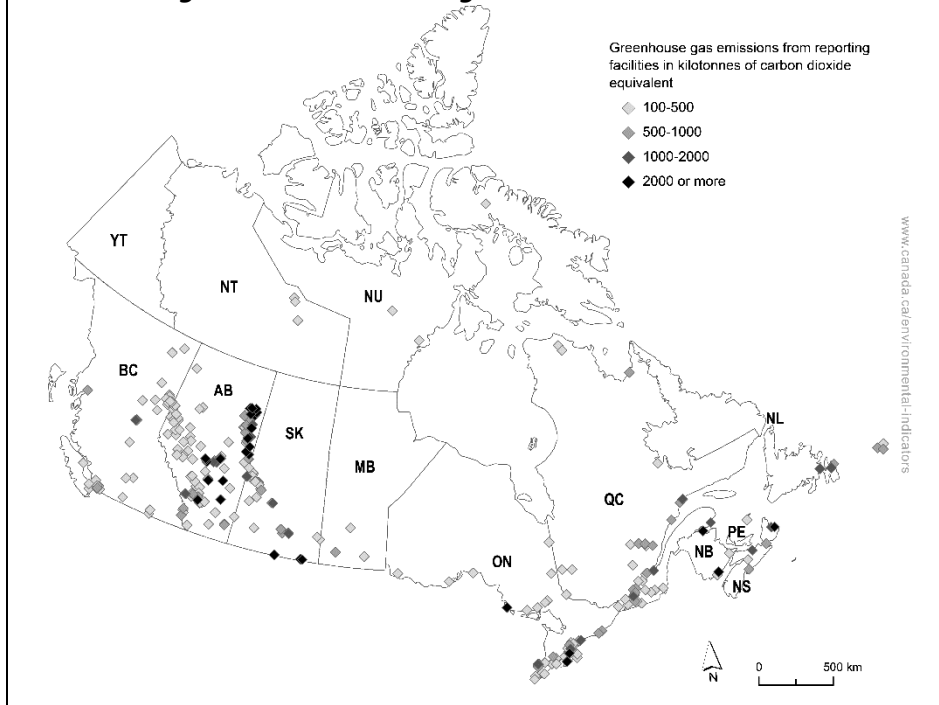 Greenhouse gas emissions from reporting
facilities in kilotonnes of carbon dioxide
equivalent
100-500
500-1000
1000-2000
2000 or more
YT
NT
NU
BC
AB
SK
MB
NL
QC
ON
PE
NB
NS
N
0 500 km
www.canada.ca/environmental-indicators